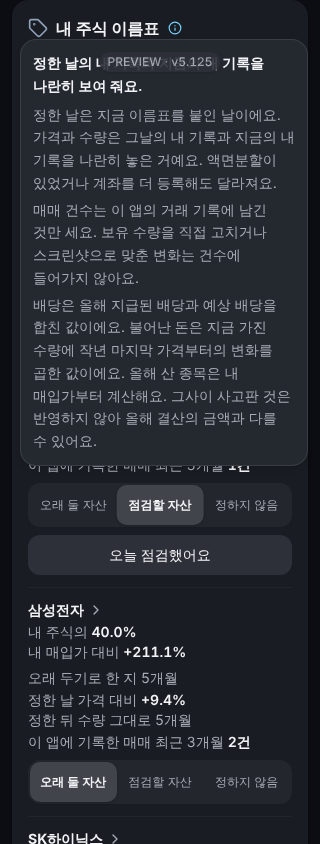 내 주식 이름표
정한 날의 PREVIEW · v5.125 기록을
나란히 보여 줘요.
정한 날은 지금 이름표를 붙인 날이에요.
가격과 수량은 그날의 내 기록과 지금의 내
기록을 나란히 놓은 거예요. 액면분할이
있었거나 계좌를 더 등록해도 달라져요.
매매 건수는 이 앱의 거래 기록에 남긴
것만 세요. 보유 수량을 직접 고치거나
스크린샷으로 맞춘 변화는 건수에
들어가지 않아요.
배당은 올해 지급된 배당과 예상 배당을
합친 값이에요. 불어난 돈은 지금 가진
수량에 작년 마지막 가격부터의 변화를
곱한 값이에요. 올해 산 종목은 내
매입가부터 계산해요. 그사이 사고판 것은
반영하지 않아 올해 결산의 금액과 다를
수 있어요.
이 앱에 기록한 매매 최근 3개월 1건
오래 둘 자산 점검할 자산 정하지 않음
오늘 점검했어요
삼성전자
내 주식의 40.0%
내 매입가 대비 +211.1%
오래 두기로 한 지 5개월
정한 날 가격 대비 +9.4%
정한 뒤 수량 그대로 5개월
이 앱에 기록한 매매 최근 3개월 2건
오래 둘 자산 점검할 자산 정하지 않음
SK하이닉스